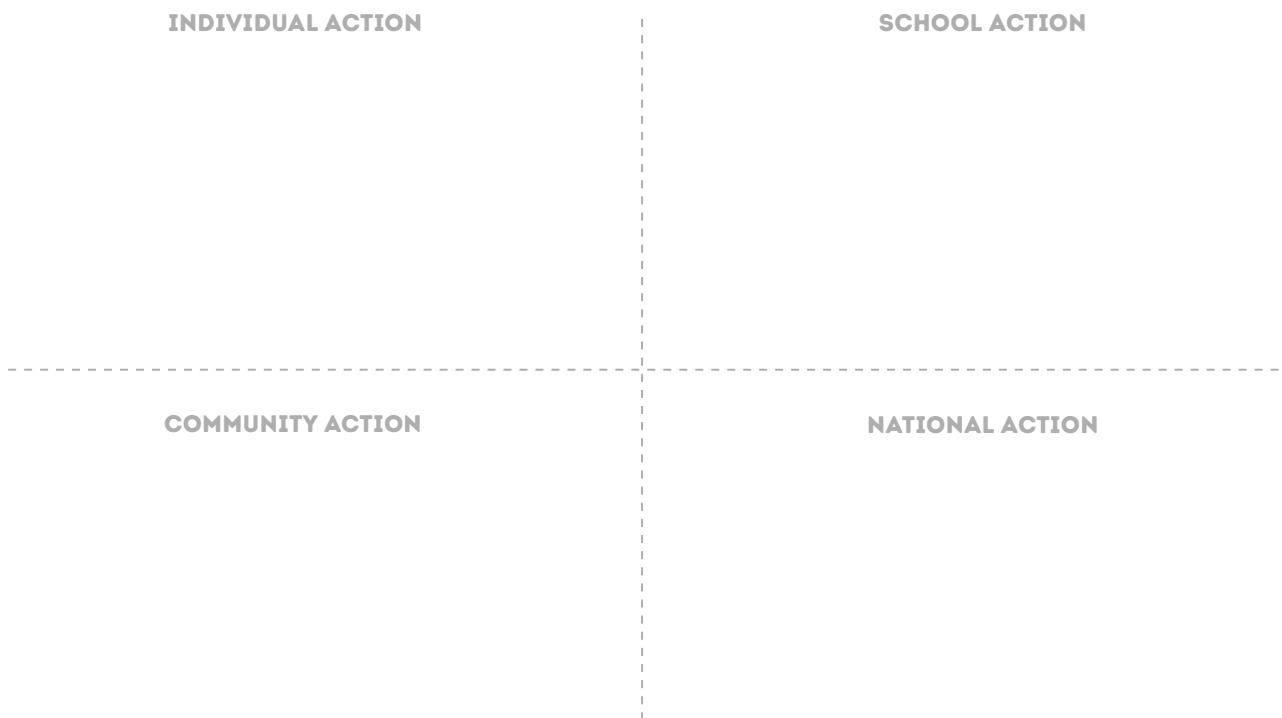 INDIVIDUAL ACTION
SCHOOL ACTION
COMMUNITY ACTION
NATIONAL ACTION